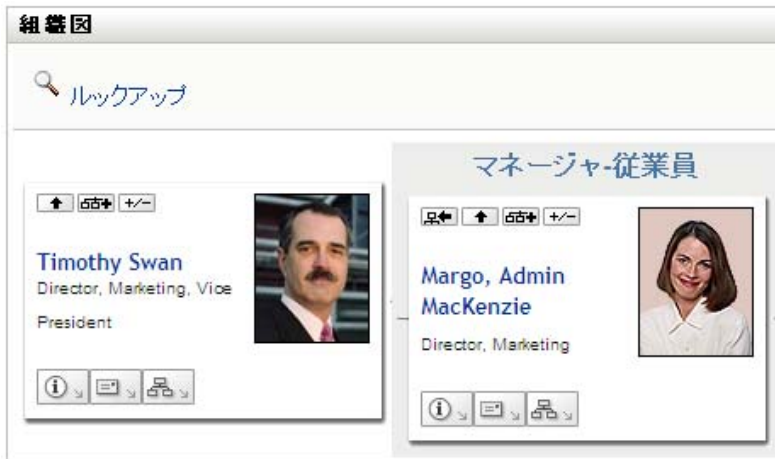 組織図
ルックアップ
マネージャ-従業員
Timothy Swan
Director, Marketing, Vice
President
Margo, Admin
MacKenzie
Director, Marketing